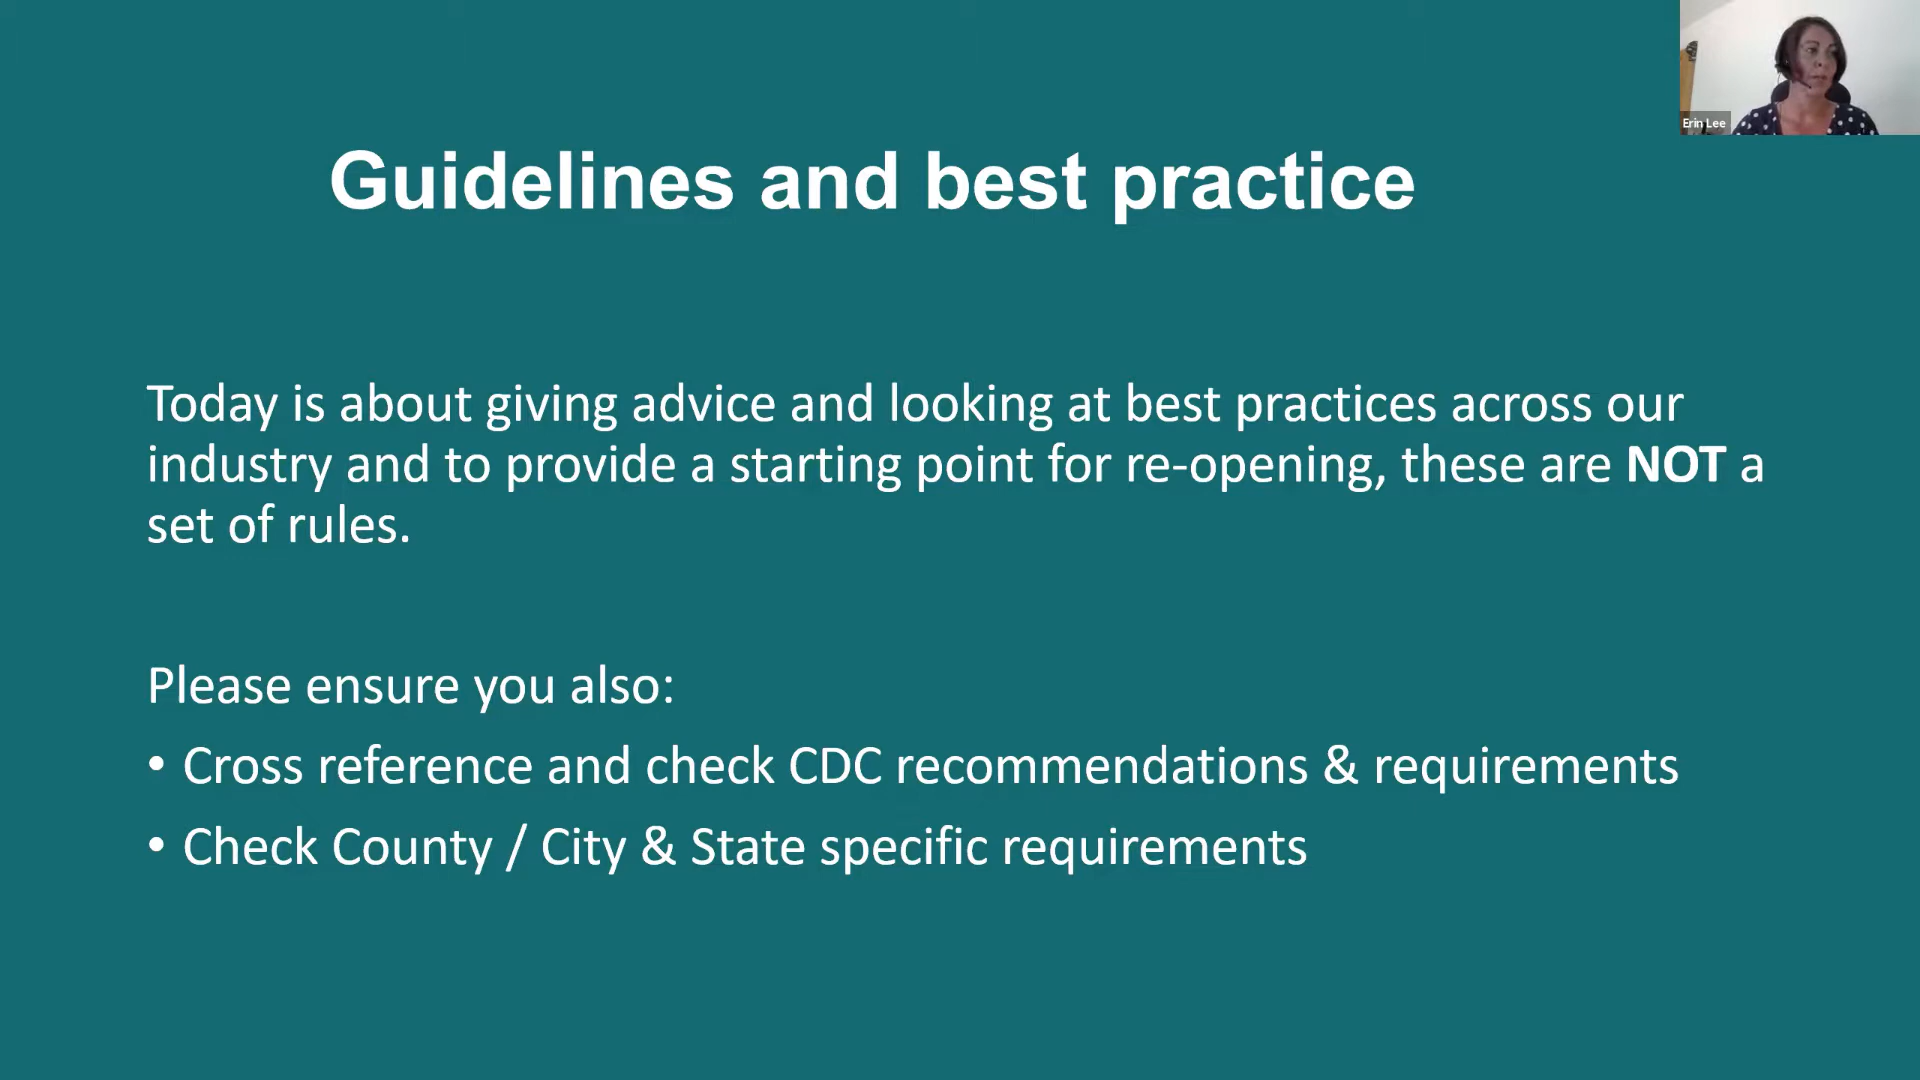 Erin Lee
Guidelines and best practice
Today is about giving advice and looking at best practices across our
industry and to provide a starting point for re-opening, these are NOT a
set of rules.
Please ensure you also:
• Cross reference and check CDC recommendations & requirements
• Check County / City & State specific requirements